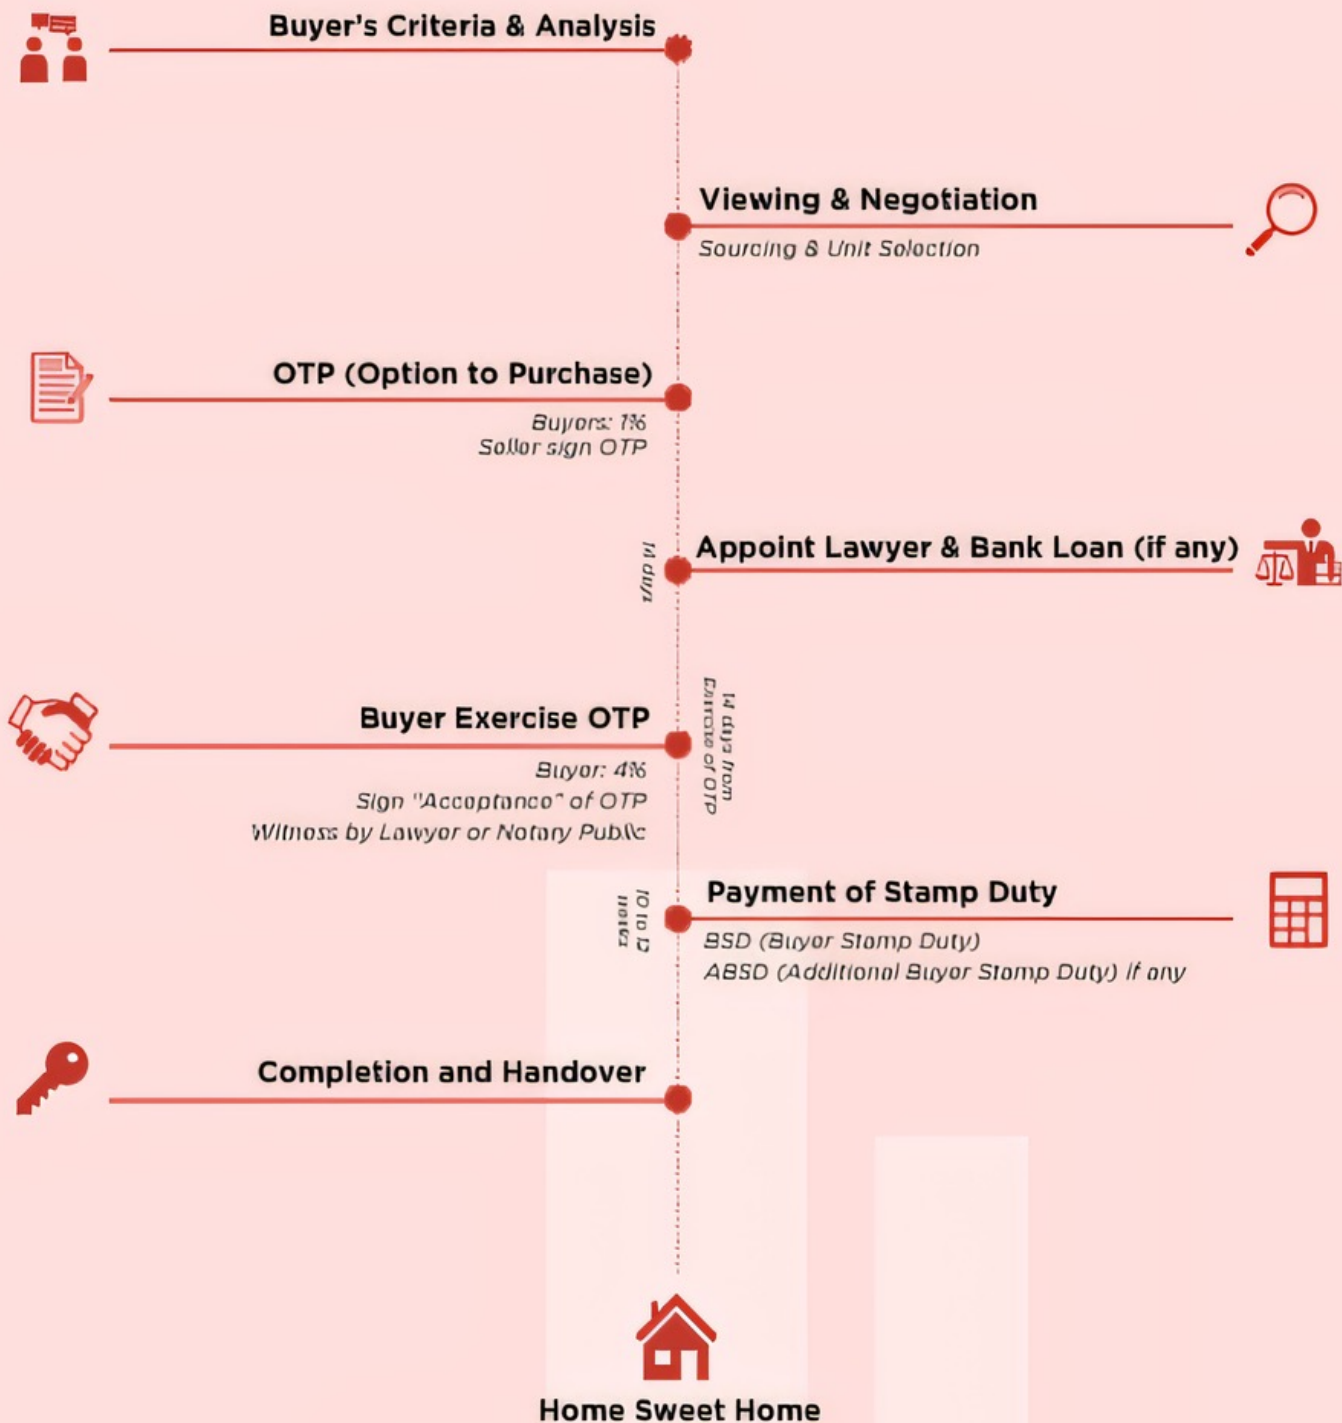 Buyer's Criteria & Analysis
Viewing & Negotiation
Sourcing & Unit Selection
OTP (Option to Purchase)
Buyers: 1%
Seller sign OTP
14 days
Appoint Lawyer & Bank Loan (if any)
Buyer Exercise OTP
Buyer: 4%
Sign "Acceptance" of OTP
Witness by Lawyer or Notary Public
14 days from
Exercise of OTP
10 to 12
Payment of Stamp Duty
BSD (Buyer Stamp Duty)
ABSD (Additional Buyer Stamp Duty) if any
Completion and Handover
Home Sweet Home